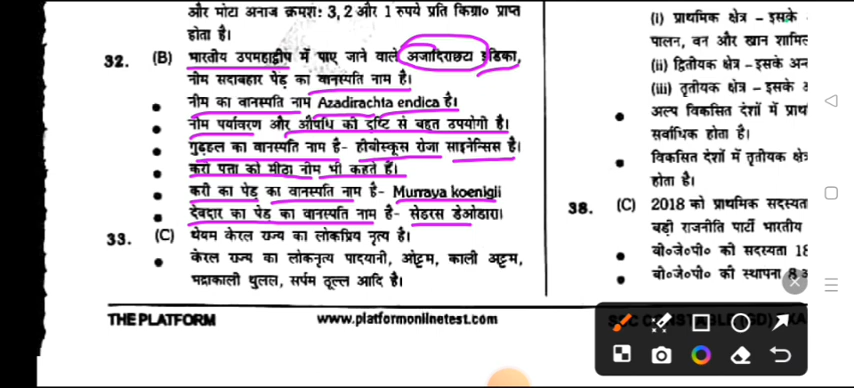 और मोटा अनाज क्रमशः 3, 2 और 1 रुपये प्रति किग्रा० प्राप्त
होता है।
32. (B) भारतीय उपमहाद्वीप में पाए जाने वाले अजादिराछटा इंडिका,
नीम सदाबहार पेड़ का वानस्पति नाम है।
• नीम का वानस्पति नाम Azadirachta endica है।
• नीम पर्यावरण और औषधि की दृष्टि से बहुत उपयोगी है।
• गुड़हल का वानस्पति नाम है- हीबीस्कूस रोजा साइनेन्सिस है।
• करी पत्ता को मीठा नीम भी कहते हैं।
• करी का पेड़ का वानस्पति नाम है- Murraya koenigii
• देवदार का पेड़ का वानस्पति नाम है- सेडरस डेओडारा।
33. (C) थेयम केरल राज्य का लोकप्रिय नृत्य है।
• केरल राज्य का लोकनृत्य पादयानी, ओट्टम, काली अट्टम,
भद्राकाली थुलल, सर्पम तूल्ल आदि है।
(i) प्राथमिक क्षेत्र - इसके
पालन, वन और खान शामिल
(ii) द्वितीयक क्षेत्र - इसके
(iii) तृतीयक क्षेत्र - इसके
• अल्प विकसित देशों में
सर्वाधिक होता है।
• विकसित देशों में तृतीयक क्षेत्र
होता है।
38. (C) 2018 को प्राथमिक सदस्यता
बड़ी राजनीति पार्टी भारतीय
• बी०जे०पी० की सदस्यता 18
• बी०जे०पी० की स्थापना
THE PLATFORM www.platformonlinetest.com